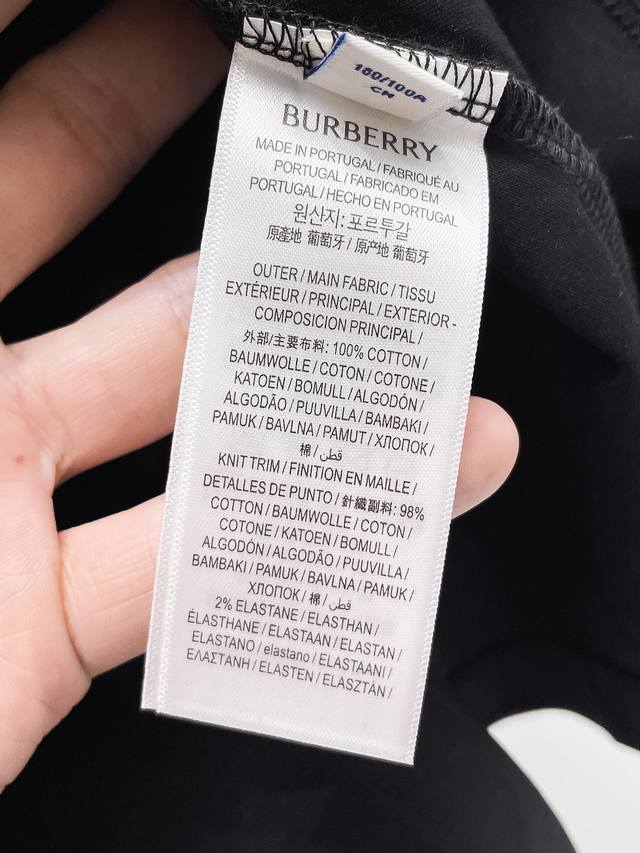 180/100A
CM
BURBERRY
MADE IN PORTUGAL / FABRIQUÉ AU
PORTUGAL / FABRICADO EM
PORTUGAL / HECHO EN PORTUGAL
원산지: 포르투갈
原產地 葡萄牙 / 原产地 葡萄牙
OUTER / MAIN FABRIC / TISSU
EXTÉRIEUR / PRINCIPAL / EXTERIOR -
COMPOSICION PRINCIPAL /
外部/主要布料: 100% COTTON /
BAUMWOLLE / COTON / COTONE /
KATOEN / BOMULL / ALGODÓN /
ALGODÃO / PUUVILLA / BAMBAKI /
PAMUK / BAVLNA / PAMUT / ХЛОПОК /
棉 / قطن /
KNIT TRIM / FINITION EN MAILLE /
DETALLES DE PUNTO / 針織副料: 98%
COTTON / BAUMWOLLE / COTON /
COTONE / KATOEN / BOMULL /
ALGODÓN / ALGODÃO / PUUVILLA /
BAMBAKI / PAMUK / BAVLNA / PAMUK /
ХЛОПОК / 棉 / قطن /
2% ELASTANE / ELASTHAN /
ÉLASTHANE / ELASTAAN / ELASTAN /
ELASTANO / elastano / ELASTAANI /
ΕΛΑΣΤΑΝΗ / ELASTEN / ELASZTÁN /